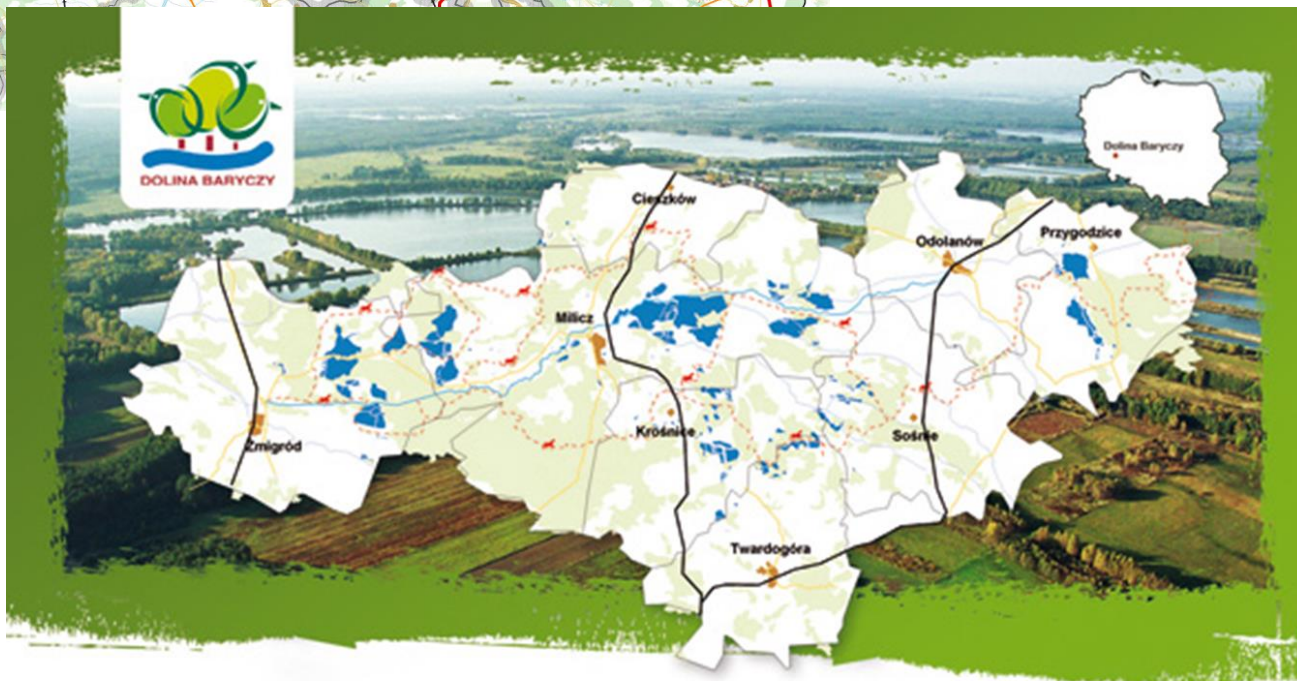 DOLINA BARYCZY
Dolina Baryczy
Cieszków
Odolanów
Przygodzice
Milicz
Żmigród
Krośnice
Sośnie
Twardogóra